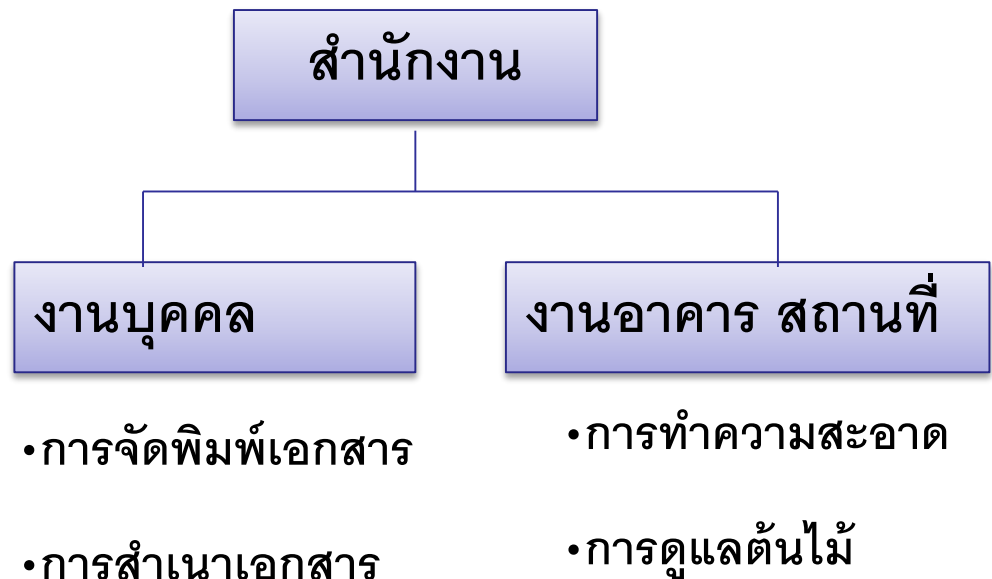 สำนักงาน
งานบุคคล
งานอาคาร สถานที่
•การจัดพิมพ์เอกสาร
•การสำเนาเอกสาร
•การทำความสะอาด
•การดูแลต้นไม้